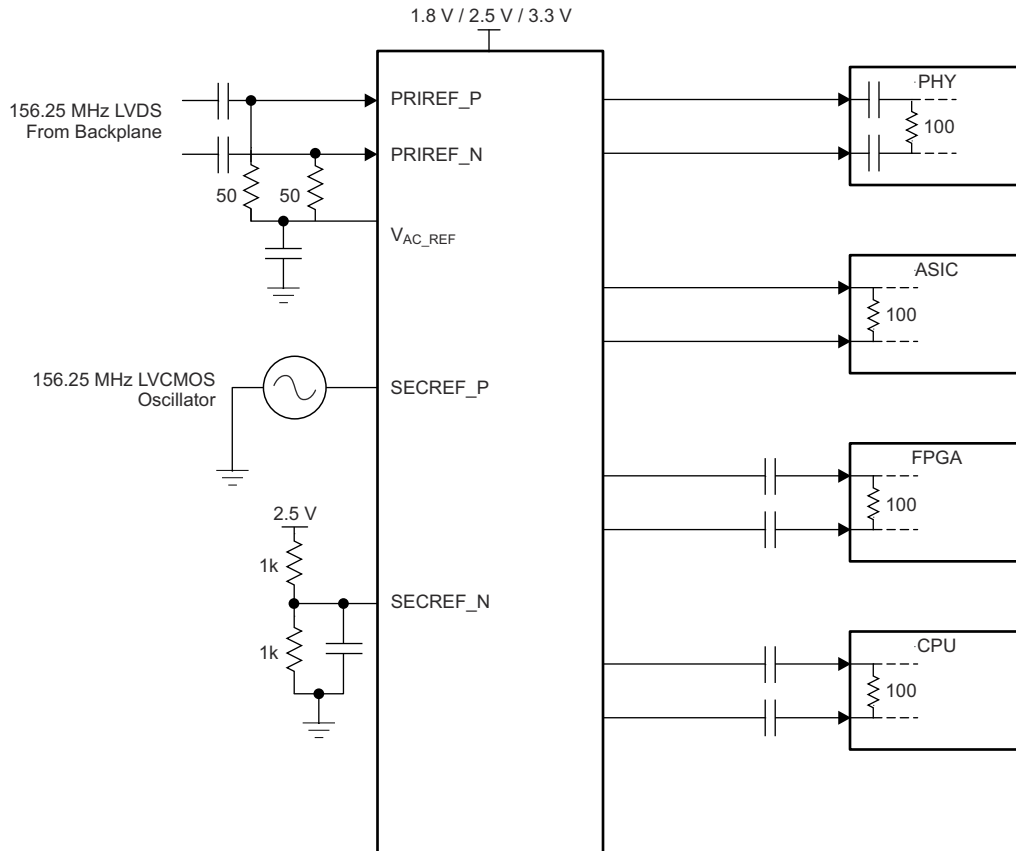 1.8 V / 2.5 V / 3.3 V
156.25 MHz LVDS
From Backplane
PRIREF_P
PRIREF_N
50
50
VAC_REF
156.25 MHz LVCMOS
Oscillator
SECREF_P
2.5 V
1k
SECREF_N
1k
PHY
100
ASIC
100
FPGA
100
CPU
100